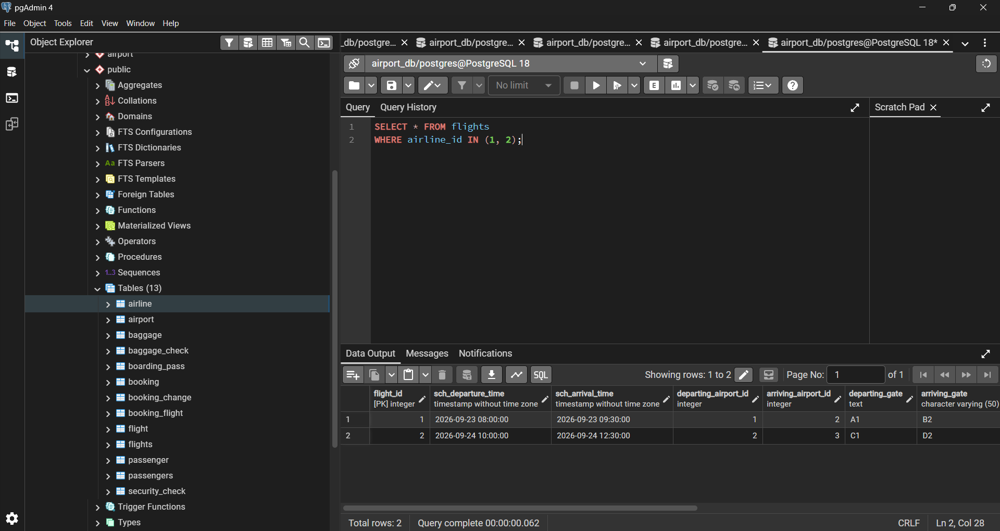 pgAdmin 4
File Object Tools Edit View Window Help
Object Explorer
_db/postgre...
airport_db/postgre...
airport_db/postgre...
airport_db/postgre...
airport_db/postgres@PostgreSQL 18*
airport
public
Aggregates
Collations
Domains
FTS Configurations
FTS Dictionaries
Aa FTS Parsers
FTS Templates
Foreign Tables
Functions
Materialized Views
Operators
Procedures
1..3 Sequences
Tables (13)
airline
airport
baggage
baggage_check
boarding_pass
booking
booking_change
booking_flight
flight
flights
passenger
passengers
security_check
Trigger Functions
Types
airport_db/postgres@PostgreSQL 18
No limit
E
Query Query History
Scratch Pad
1 SELECT * FROM flights
2 WHERE airline_id IN (1, 2);
Data Output Messages Notifications
SQL
Showing rows: 1 to 2
Page No: 1 of 1
flight_id [PK] integer
sch_departure_time timestamp without time zone
sch_arrival_time timestamp without time zone
departing_airport_id integer
arriving_airport_id integer
departing_gate text
arriving_gate character varying (50)
1 1 2026-09-23 08:00:00 2026-09-23 09:30:00 1 2 A1 B2
2 2 2026-09-24 10:00:00 2026-09-24 12:30:00 2 3 C1 D2
Total rows: 2
Query complete 00:00:00.062
CRLF
Ln 2, Col 28